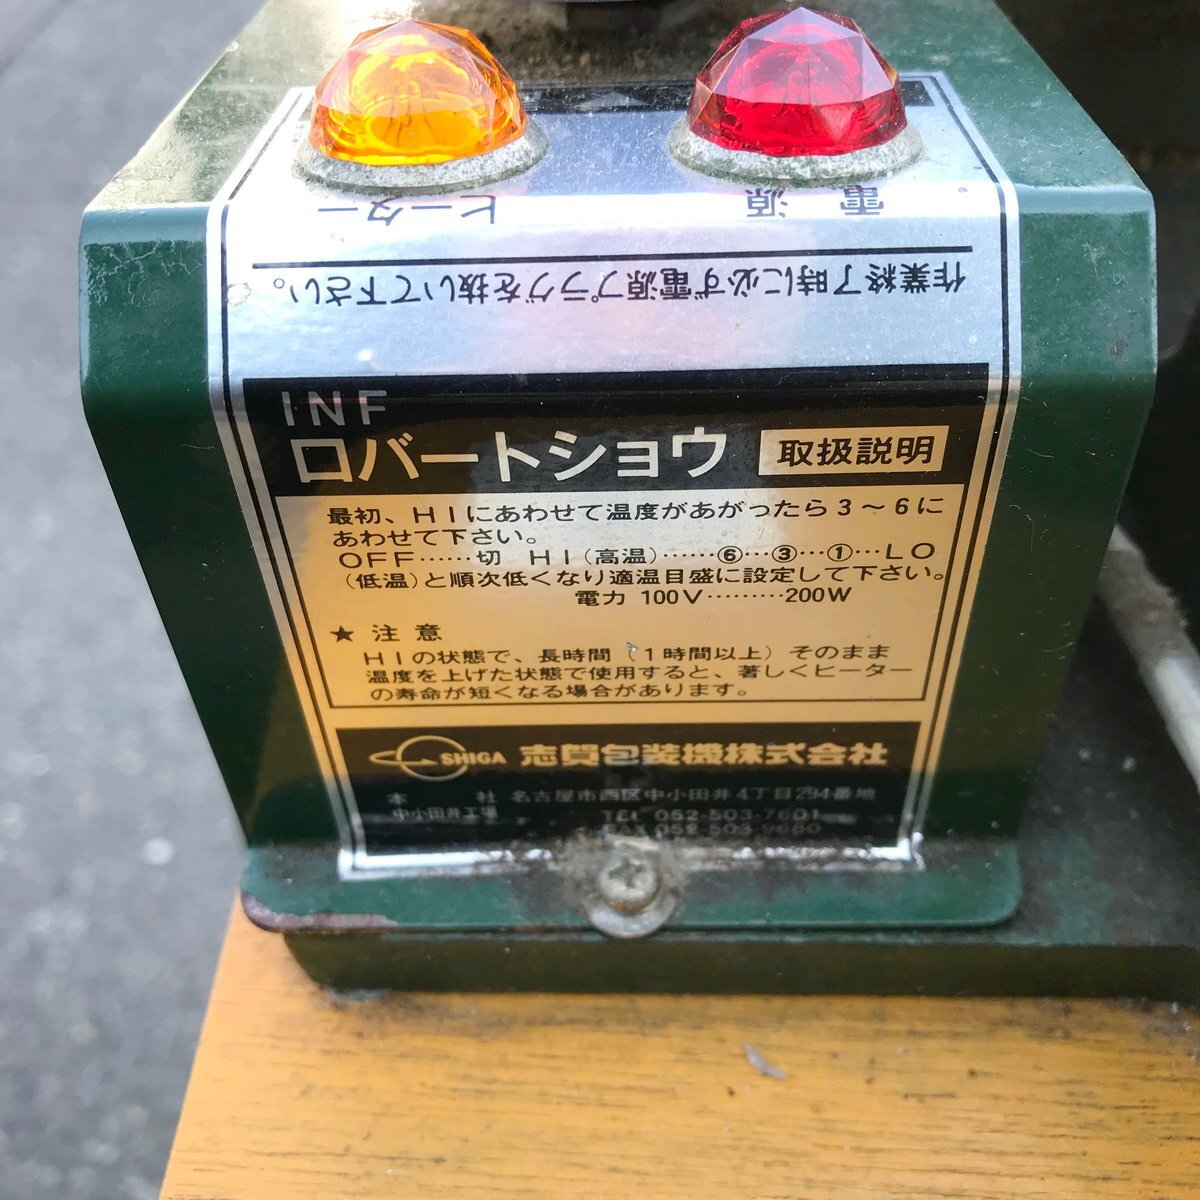 ヒーター
電源
作業終了時に必ず電源プラグを抜いて下さい。
INF
ロバートショウ 取扱説明
最初、HIにあわせて温度があがったら3~6に
あわせて下さい。
OFF……切 HI(高温)……⑥…③…①…LO
(低温)と順次低くなり適温目盛に設定して下さい。
電力 100V………200W
★ 注意
HIの状態で、長時間(1時間以上)そのまま
温度を上げた状態で使用すると、著しくヒーター
の寿命が短くなる場合があります。
SHIGA 志賀包装機株式会社
本社 名古屋市西区中小田井4丁目294番地
中小田井工場 TEL 052-503-7601
FAX 052-503-